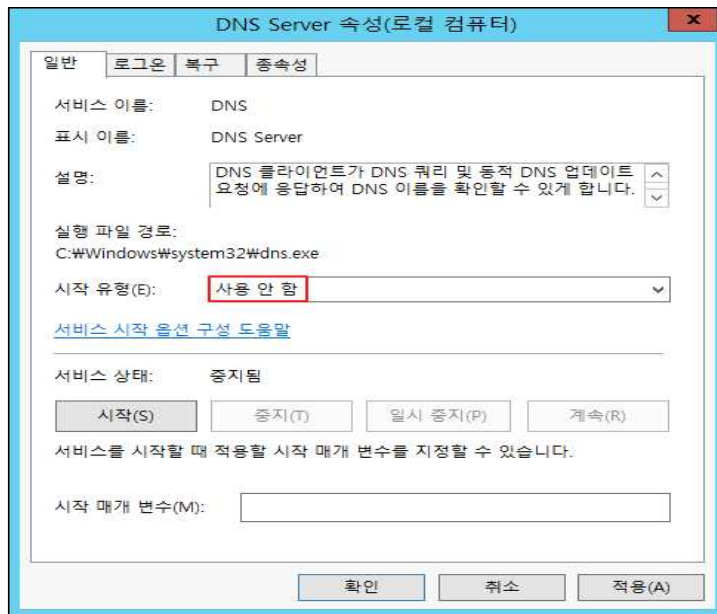 DNS Server 속성(로컬 컴퓨터)
x
일반 로그온 복구 종속성
서비스 이름: DNS
표시 이름: DNS Server
설명: DNS 클라이언트가 DNS 쿼리 및 동적 DNS 업데이트
요청에 응답하여 DNS 이름을 확인할 수 있게 합니다.
실행 파일 경로:
C:₩Windows₩system32₩dns.exe
시작 유형(E): 사용 안 함
서비스 시작 옵션 구성 도움말
서비스 상태: 중지됨
시작(S) 중지(T) 일시 중지(P) 계속(R)
서비스를 시작할 때 적용할 시작 매개 변수를 지정할 수 있습니다.
시작 매개 변수(M):
확인 취소 적용(A)